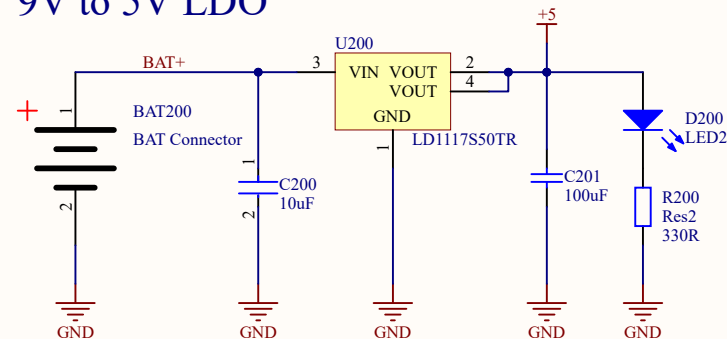 9V to 5V LDO
+5
U200
BAT+
3
VIN VOUT
2
VOUT
4
GND
1
LD1117S50TR
1
BAT200
BAT Connector
2
1
C200
10uF
2
C201
100uF
D200
LED2
R200
Res2
330R
GND
GND
GND
GND
GND